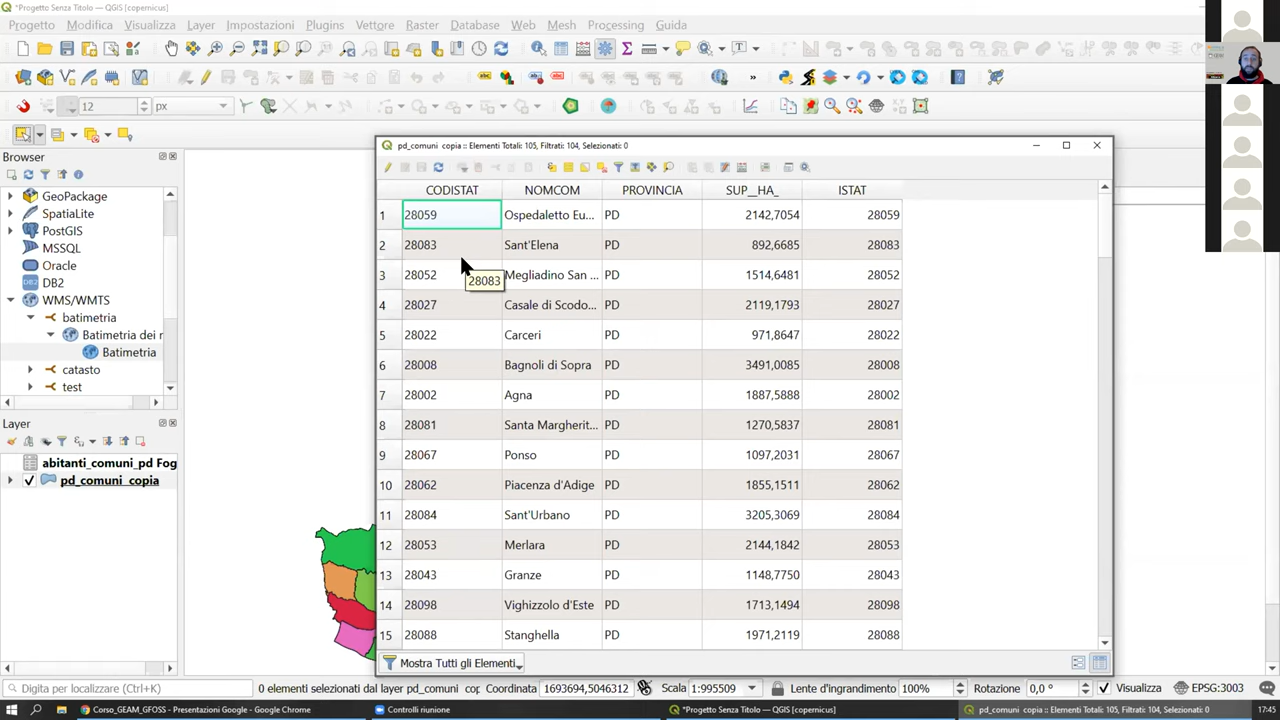 *Progetto Senza Titolo — QGIS [copernicus]
Progetto Modifica Visualizza Layer Impostazioni Plugins Vettore Raster Database Web Mesh Processing Guida
12 px
Browser
GeoPackage
SpatiaLite
PostGIS
MSSQL
Oracle
DB2
WMS/WMTS
batimetria
Batimetria dei r
Batimetria
catasto
test
Layer
abitanti_comuni_pd Fog
pd_comuni_copia
pd_comuni copia :: Elementi Totali: 105, Filtrati: 104, Selezionati: 0
CODISTAT NOMCOM PROVINCIA SUP__HA_ ISTAT
1 28059 Ospedaletto Eu... PD 2142,7054 28059
2 28083 Sant'Elena PD 892,6685 28083
28083
3 28052 Megliadino San ... PD 1514,6481 28052
4 28027 Casale di Scodo... PD 2119,1793 28027
5 28022 Carceri PD 971,8647 28022
6 28008 Bagnoli di Sopra PD 3491,0085 28008
7 28002 Agna PD 1887,5888 28002
8 28081 Santa Margherit... PD 1270,5837 28081
9 28067 Ponso PD 1097,2031 28067
10 28062 Piacenza d'Adige PD 1855,1511 28062
11 28084 Sant'Urbano PD 3205,3069 28084
12 28053 Merlara PD 2144,1842 28053
13 28043 Granze PD 1148,7750 28043
14 28098 Vighizzolo d'Este PD 1713,1494 28098
15 28088 Stanghella PD 1971,2119 28088
Mostra Tutti gli Elementi
Digita per localizzare (Ctrl+K) 0 elementi selezionati dal layer pd_comuni cop Coordinata 1693694,5046312 Scala 1:995509 Lente d'ingrandimento 100% Rotazione 0,0 ° Visualizza EPSG:3003
Corso_GEAM_GFOSS - Presentazioni Google - Google Chrome Controlli riunione *Progetto Senza Titolo — QGIS [copernicus] pd_comuni copia :: Elementi Totali: 105, Filtrati: 104, Selezionati: 0 17:45